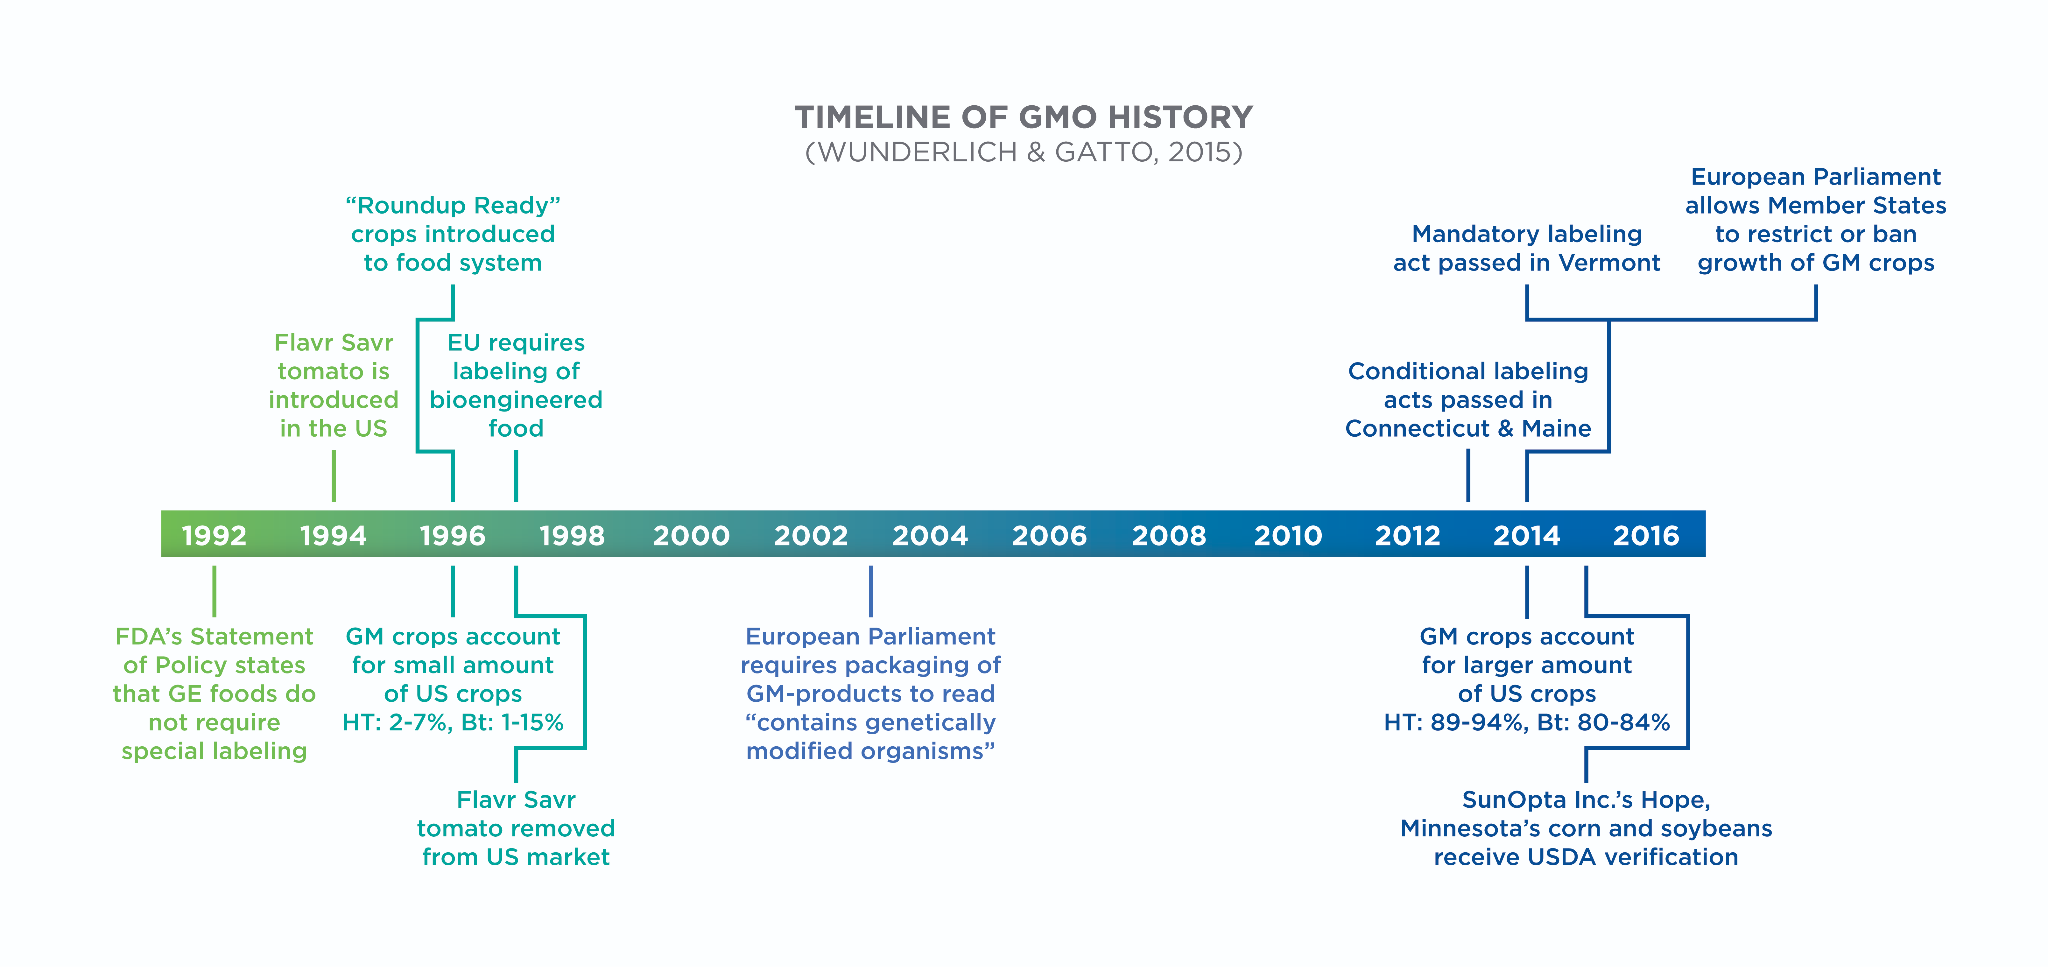 TIMELINE OF GMO HISTORY
(WUNDERLICH & GATTO, 2015)
“Roundup Ready”
crops introduced
to food system
Flavr Savr
tomato is
introduced
in the US
EU requires
labeling of
bioengineered
food
Mandatory labeling
act passed in Vermont
European Parliament
allows Member States
to restrict or ban
growth of GM crops
Conditional labeling
acts passed in
Connecticut & Maine
1992 1994 1996 1998 2000 2002 2004 2006 2008 2010 2012 2014 2016
FDA’s Statement
of Policy states
that GE foods do
not require
special labeling
GM crops account
for small amount
of US crops
HT: 2-7%, Bt: 1-15%
Flavr Savr
tomato removed
from US market
European Parliament
requires packaging of
GM-products to read
“contains genetically
modified organisms”
GM crops account
for larger amount
of US crops
HT: 89-94%, Bt: 80-84%
SunOpta Inc.’s Hope,
Minnesota’s corn and soybeans
receive USDA verification